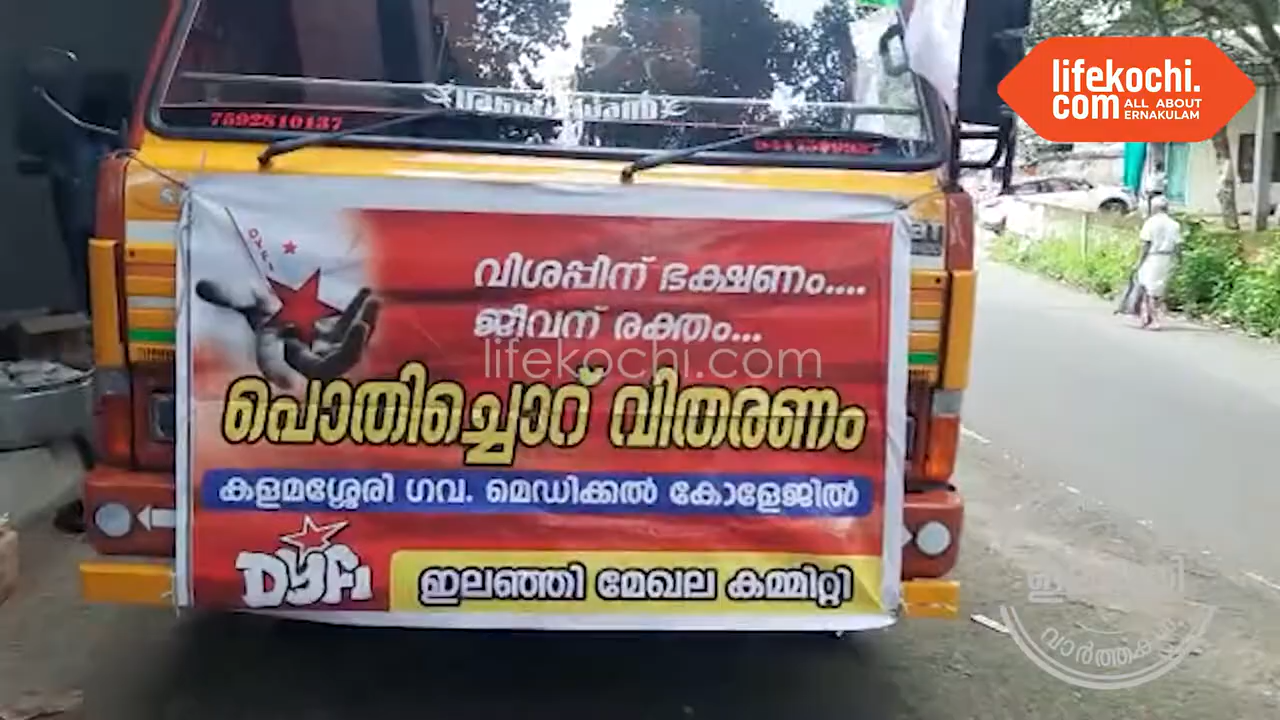 lifekochi.
com ALL ABOUT
ERNAKULAM
7592810137
DYFI
വിശപ്പിന് ഭക്ഷണം....
ജീവന് രക്തം...
lifekochi.com
പൊതിച്ചോറ് വിതരണം
കളമശ്ശേരി ഗവ. മെഡിക്കൽ കോളേജിൽ
DYFI
ഇലഞ്ഞി മേഖല കമ്മിറ്റി